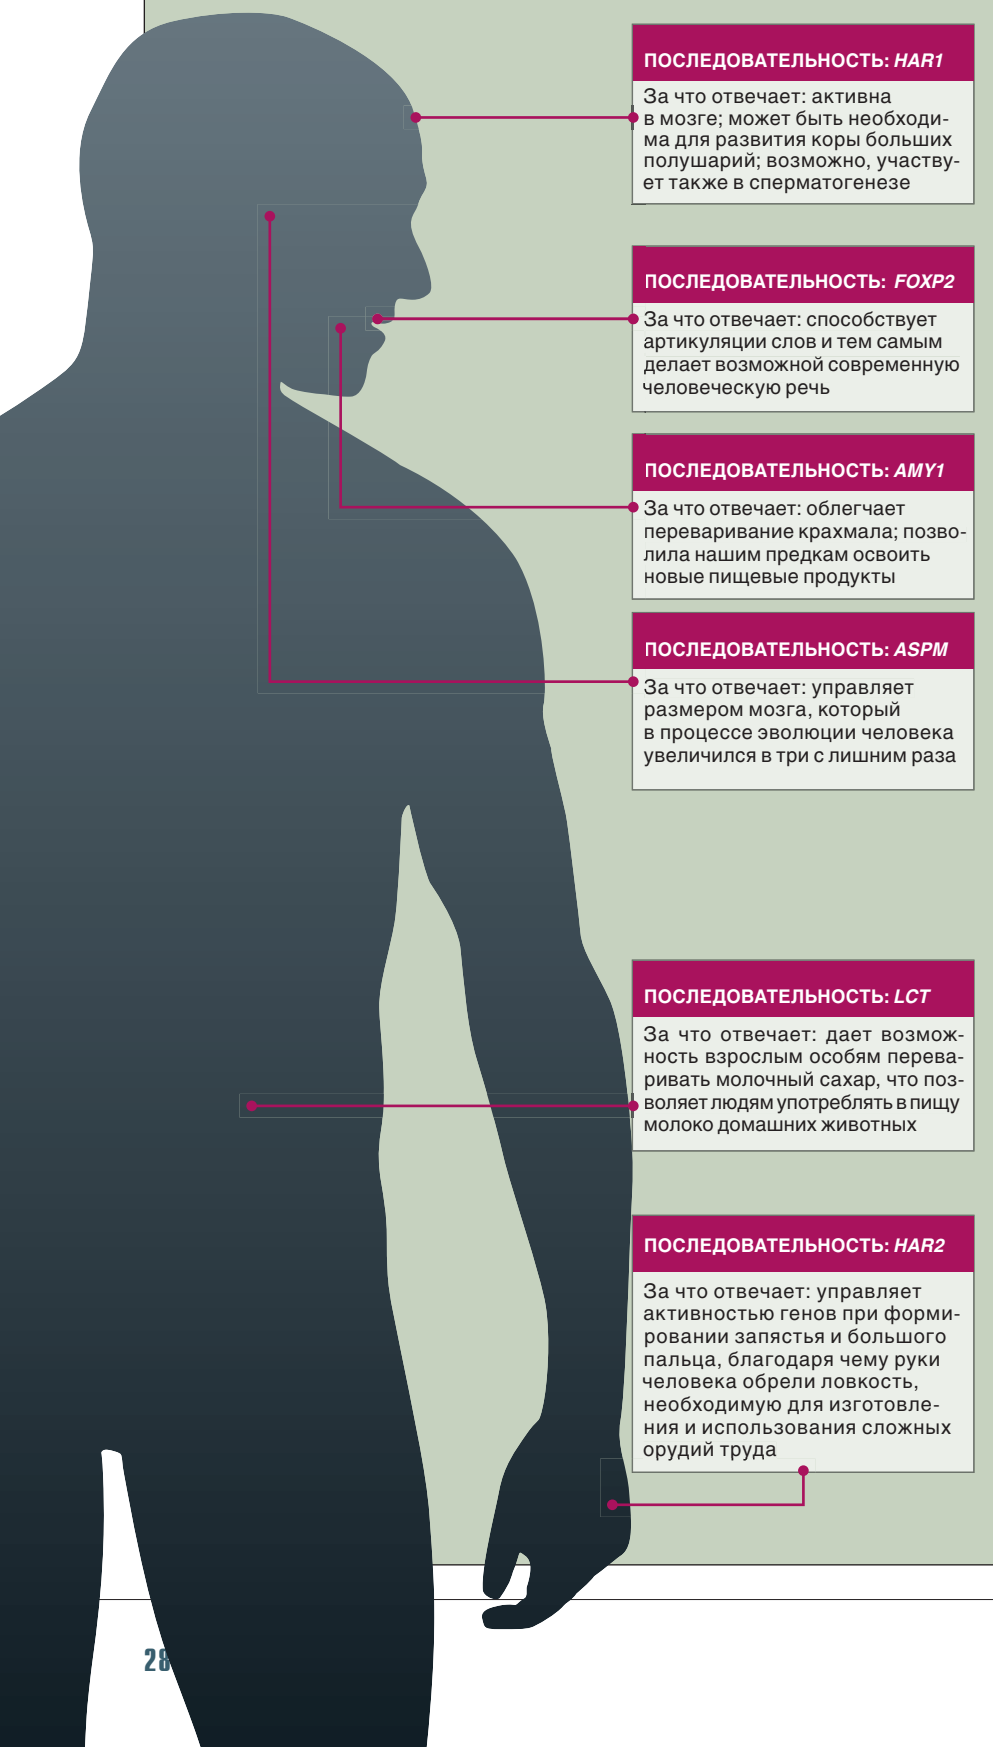 ПОСЛЕДОВАТЕЛЬНОСТЬ: HAR1
За что отвечает: активна
в мозге; может быть необходи-
ма для развития коры больших
полушарий; возможно, участву-
ет также в сперматогенезе
ПОСЛЕДОВАТЕЛЬНОСТЬ: FOXP2
За что отвечает: способствует
артикуляции слов и тем самым
делает возможной современную
человеческую речь
ПОСЛЕДОВАТЕЛЬНОСТЬ: AMY1
За что отвечает: облегчает
переваривание крахмала; позво-
лила нашим предкам освоить
новые пищевые продукты
ПОСЛЕДОВАТЕЛЬНОСТЬ: ASPM
За что отвечает: управляет
размером мозга, который
в процессе эволюции человека
увеличился в три с лишним раза
ПОСЛЕДОВАТЕЛЬНОСТЬ: LCT
За что отвечает: дает возмож-
ность взрослым особям перева-
ривать молочный сахар, что поз-
воляет людям употреблять в пищу
молоко домашних животных
ПОСЛЕДОВАТЕЛЬНОСТЬ: HAR2
За что отвечает: управляет
активностью генов при форми-
ровании запястья и большого
пальца, благодаря чему руки
человека обрели ловкость,
необходимую для изготовле-
ния и использования сложных
орудий труда
28